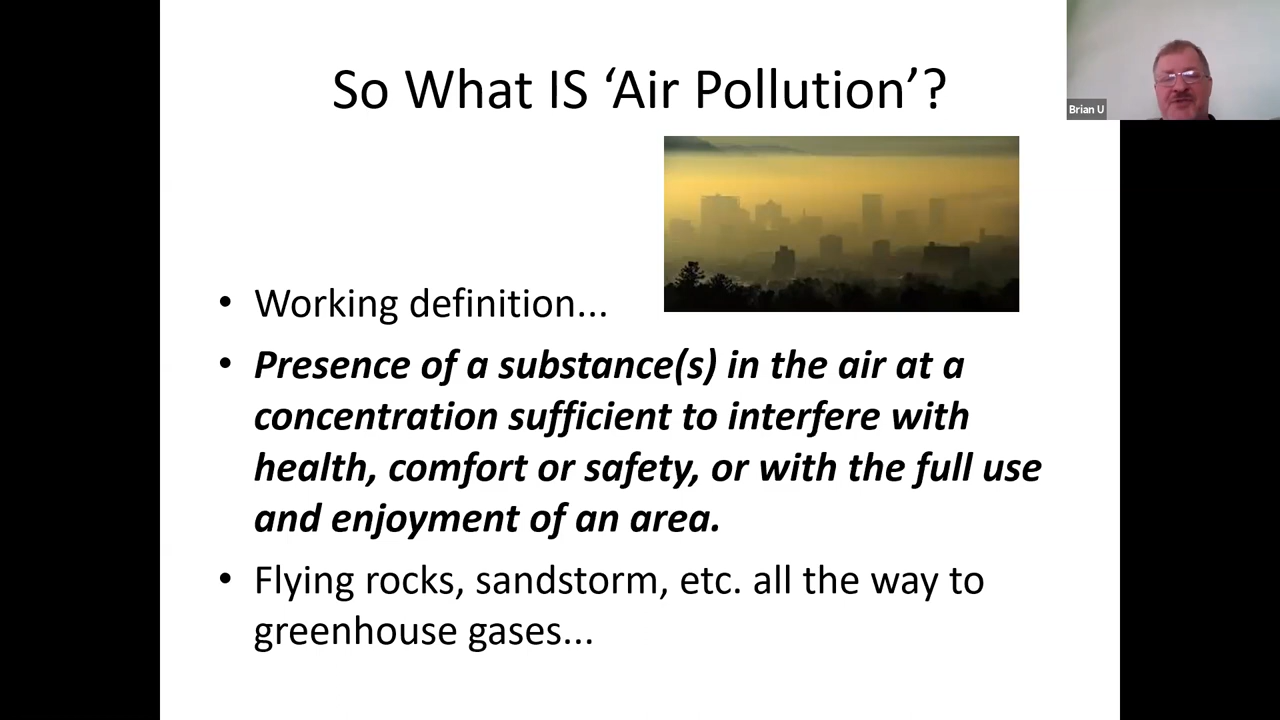 So What IS ‘Air Pollution’?
Brian U
• Working definition...
• Presence of a substance(s) in the air at a
concentration sufficient to interfere with
health, comfort or safety, or with the full use
and enjoyment of an area.
• Flying rocks, sandstorm, etc. all the way to
greenhouse gases...